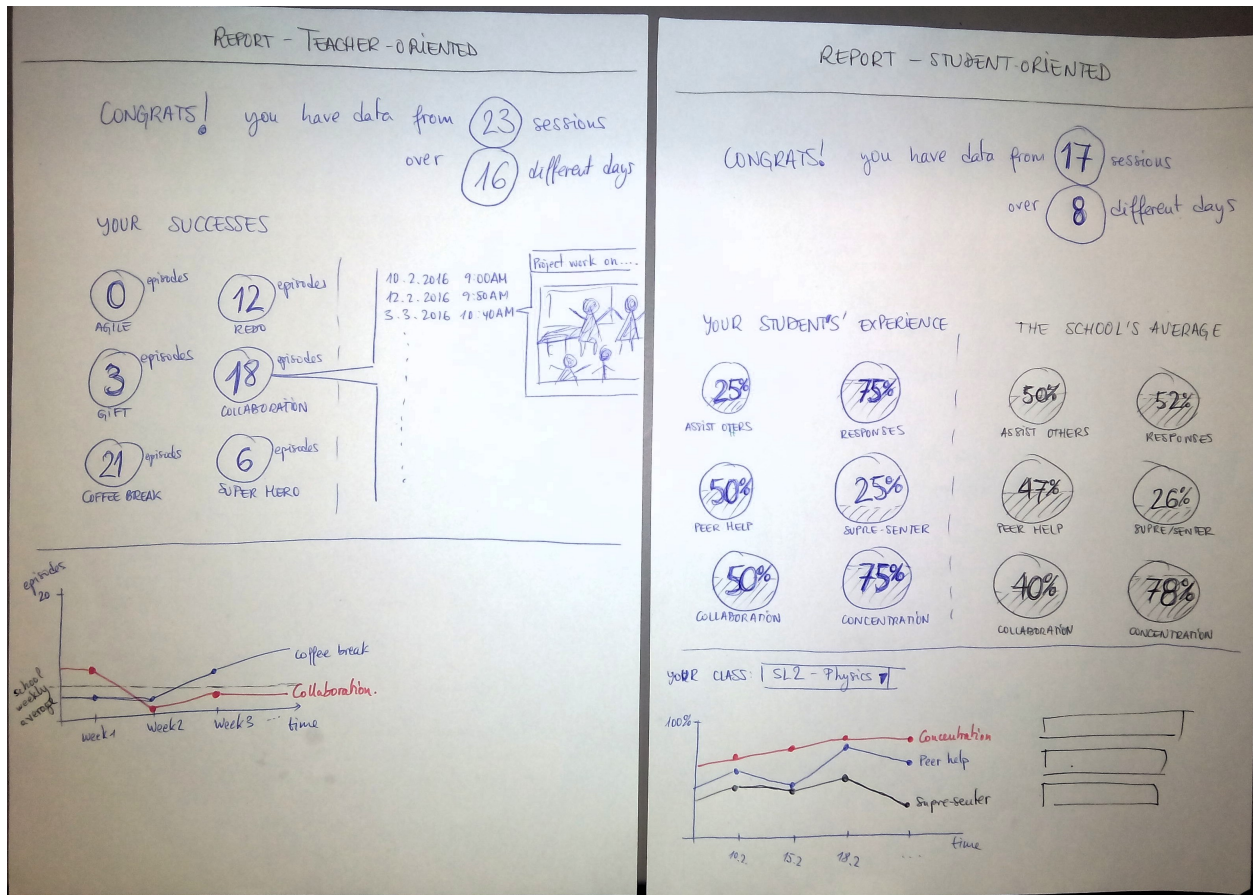 REPORT - TEACHER-ORIENTED
CONGRATS! you have data from 23 sessions
over 16 different days
YOUR SUCCESSES
0 episodes 12 episodes
AGILE REDO
3 episodes 18 episodes
GIFT COLLABORATION
21 episodes 6 episodes
COFFEE BREAK SUPER HERO
10.2.2016 9:00AM
12.2.2016 9:50AM
3.3.2016 10:40AM
Project work on....
episodes
20
school
weekly
average
coffee break
Collaboration.
week1 week2 week3 ... time
REPORT - STUDENT-ORIENTED
CONGRATS! you have data from 17 sessions
over 8 different days
YOUR STUDENTS' EXPERIENCE
25% 75%
ASSIST OTERS RESPONSES
50% 25%
PEER HELP SUPRE-SENTER
50% 75%
COLLABORATION CONCENTRATION
THE SCHOOL'S AVERAGE
50% 52%
ASSIST OTHERS RESPONSES
47% 26%
PEER HELP SUPRE/SENTER
40% 78%
COLLABORATION CONCENTRATION
YOUR CLASS: SL2 - Physics
100%
Concentration
Peer help
Supre-senter
10.2. 15.2 18.2 .... time